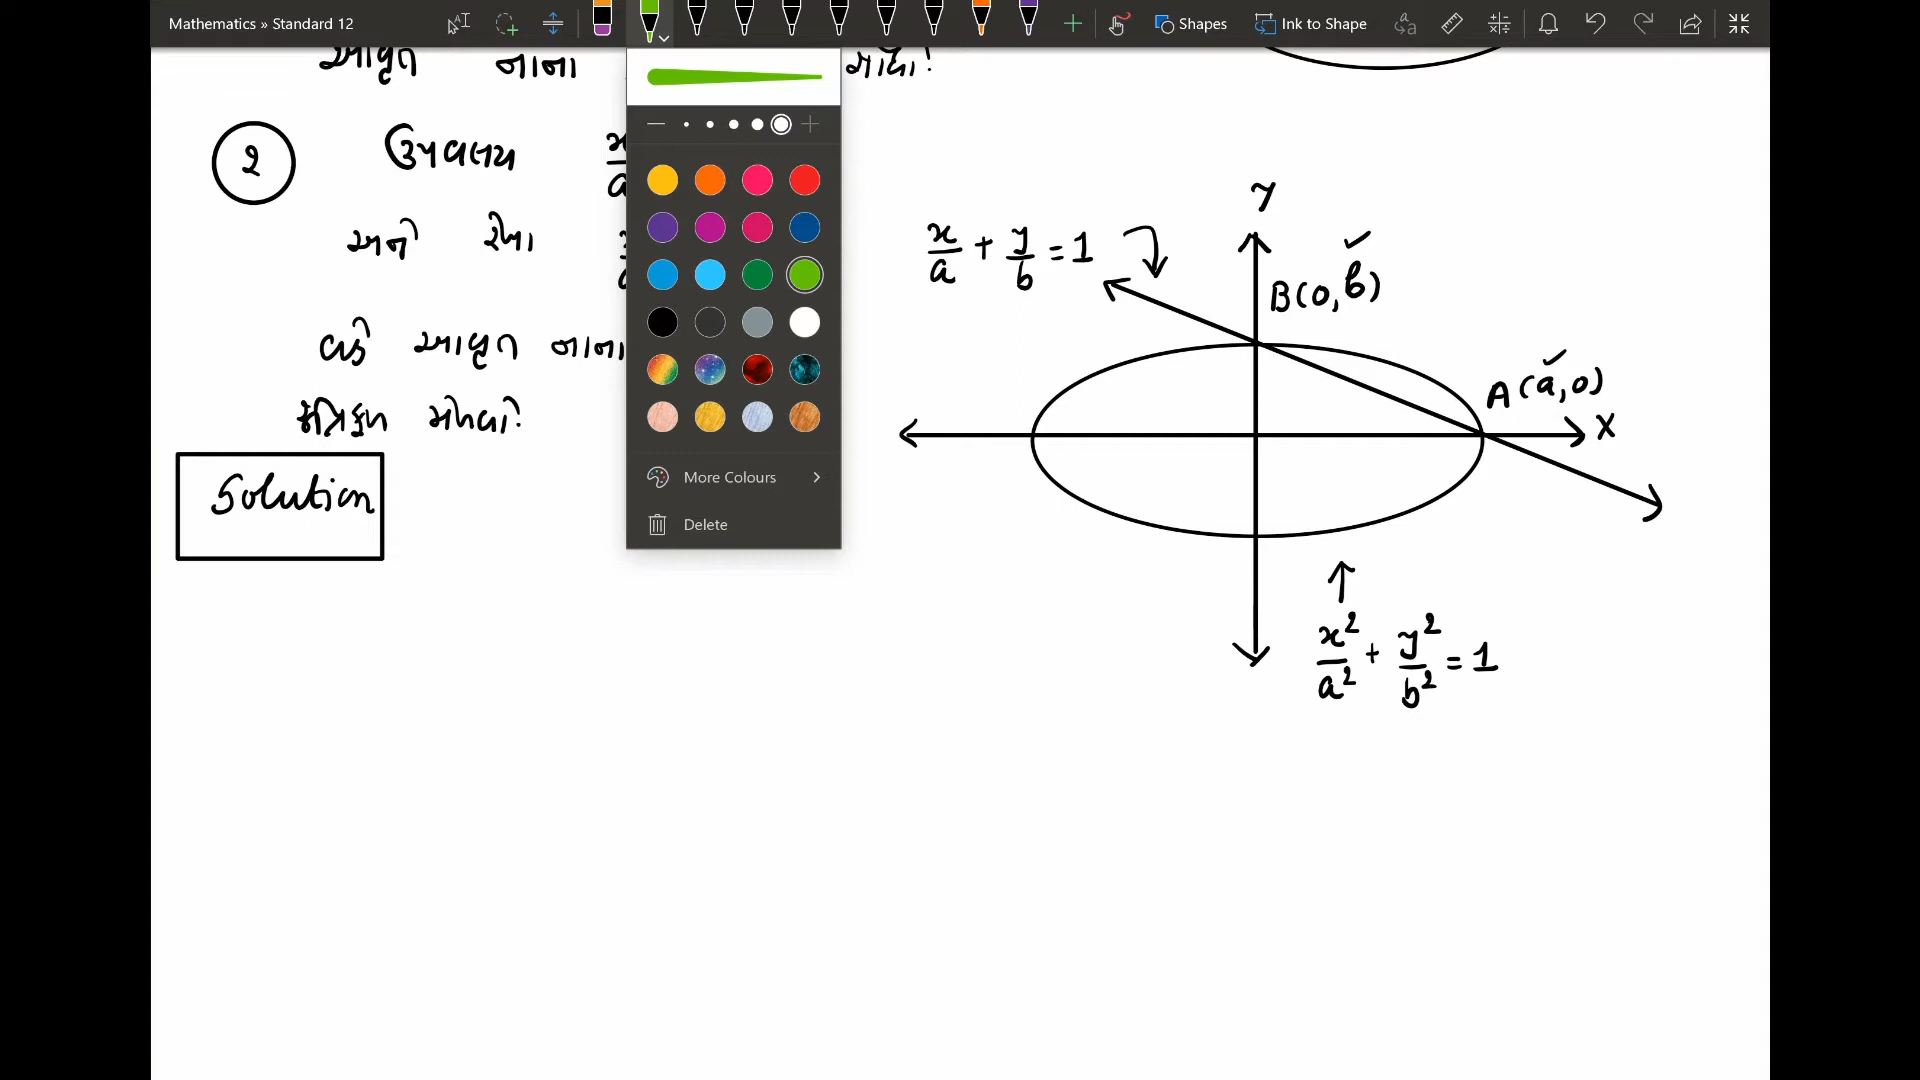 Mathematics » Standard 12
Shapes
Ink to Shape
આવૃત નાના
૨ ઉપવલય x/a
અને રેખા x/a
વડે આવૃત નાના
ક્ષેત્રફળ મેળવો?
Solution
More Colours
Delete
y
x/a + y/b = 1
B(0, b) ✓
A(a, 0) ✓
X
x²/a² + y²/b² = 1